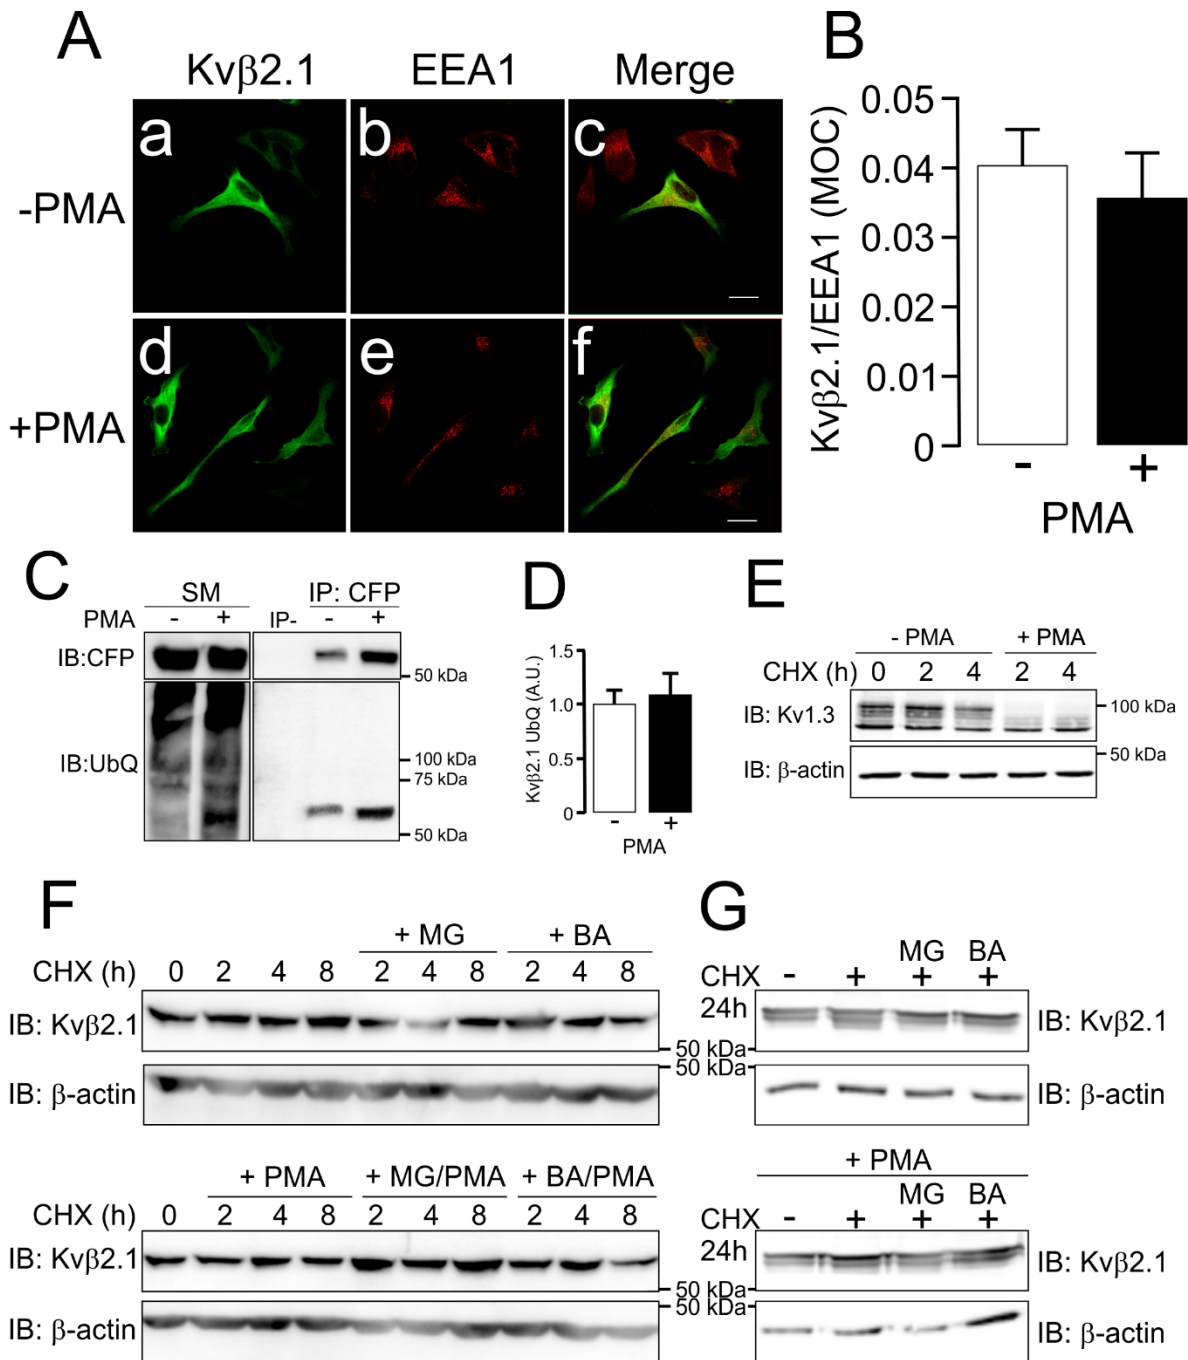 A
Kvβ2.1 EEA1 Merge
-PMA
a b c
+PMA
d e f
B
Kvβ2.1/EEA1 (MOC)
0.05
0.04
0.03
0.02
0.01
0
- +
PMA
C
SM IP: CFP
PMA - + IP- - +
IB:CFP
50 kDa
IB:UbQ
100 kDa
75 kDa
50 kDa
D
Kvβ2.1 UbQ (A.U.)
1.5
1.0
0.5
0
- +
PMA
E
- PMA + PMA
CHX (h) 0 2 4 2 4
IB: Kv1.3
100 kDa
50 kDa
IB: β-actin
F
+ MG + BA
CHX (h) 0 2 4 8 2 4 8 2 4 8
IB: Kvβ2.1
50 kDa
50 kDa
IB: β-actin
+ PMA + MG/PMA + BA/PMA
CHX (h) 0 2 4 8 2 4 8 2 4 8
IB: Kvβ2.1
50 kDa
50 kDa
IB: β-actin
G
MG BA
CHX - + + +
24h
IB: Kvβ2.1
IB: β-actin
+ PMA
MG BA
CHX - + + +
24h
IB: Kvβ2.1
IB: β-actin